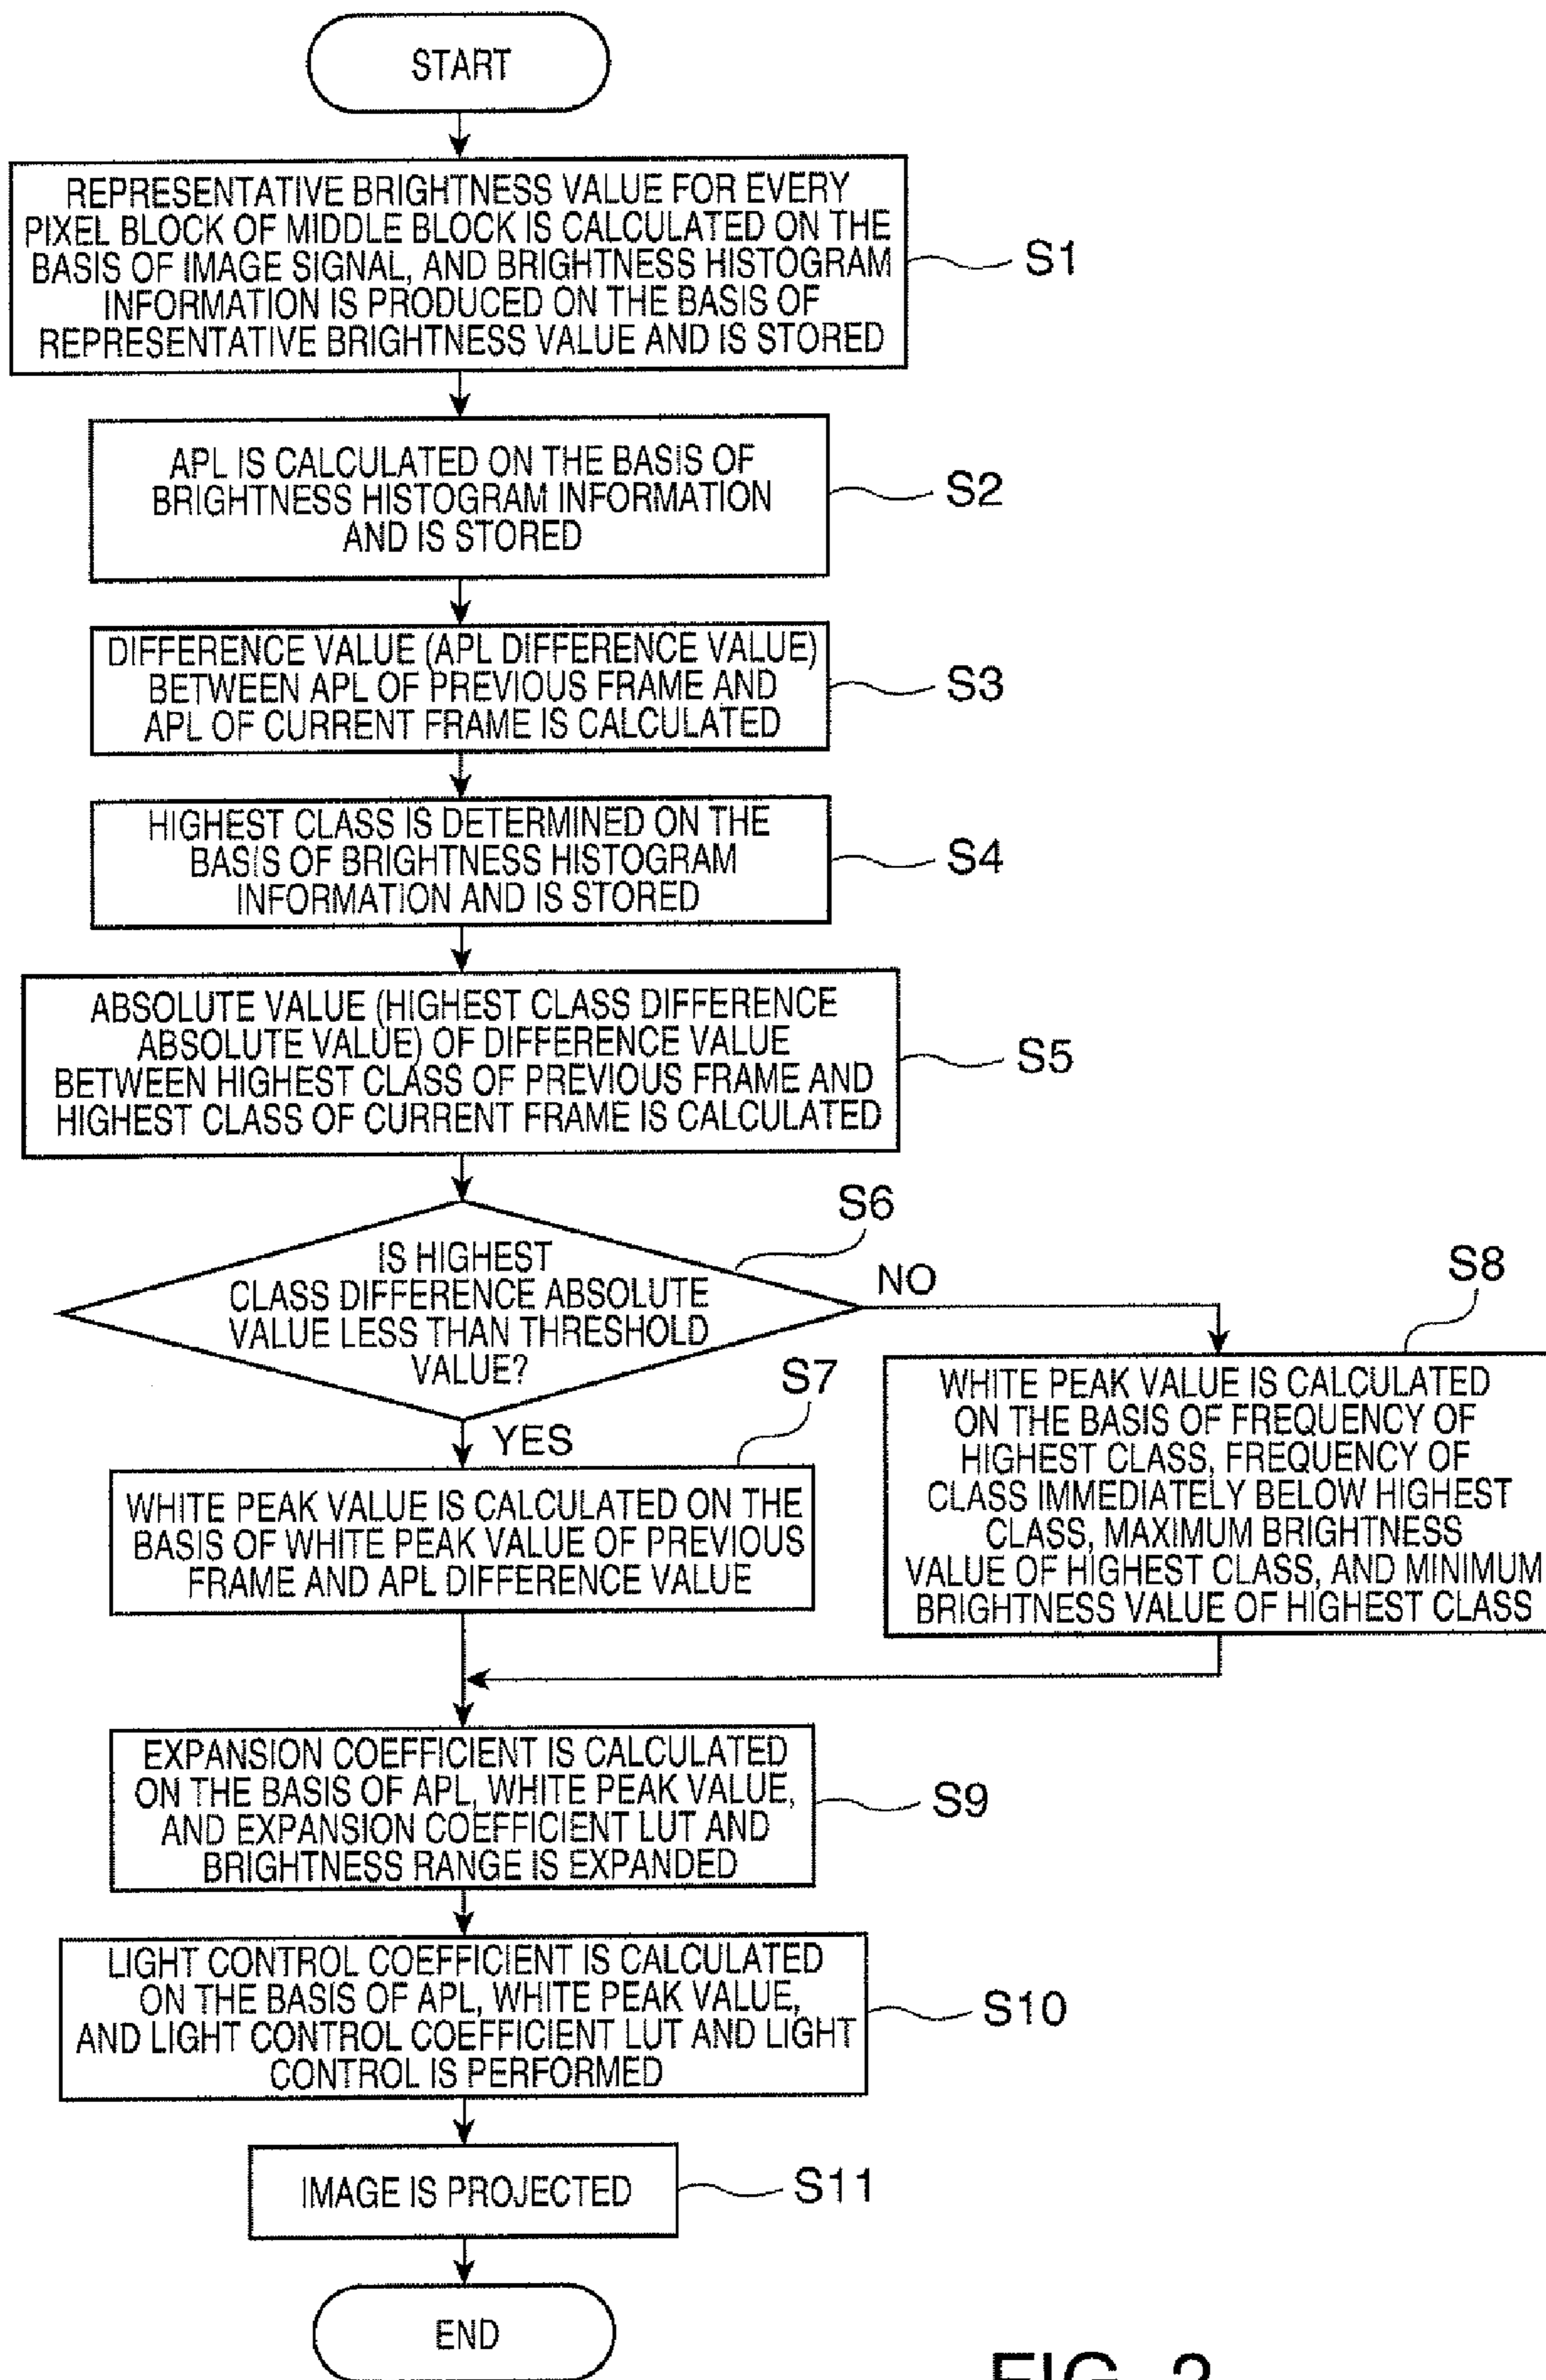 START
REPRESENTATIVE BRIGHTNESS VALUE FOR EVERY
PIXEL BLOCK OF MIDDLE BLOCK IS CALCULATED ON THE
BASIS OF IMAGE SIGNAL, AND BRIGHTNESS HISTOGRAM
INFORMATION IS PRODUCED ON THE BASIS OF
REPRESENTATIVE BRIGHTNESS VALUE AND IS STORED
S1
APL IS CALCULATED ON THE BASIS OF
BRIGHTNESS HISTOGRAM INFORMATION
AND IS STORED
S2
DIFFERENCE VALUE (APL DIFFERENCE VALUE)
BETWEEN APL OF PREVIOUS FRAME AND
APL OF CURRENT FRAME IS CALCULATED
S3
HIGHEST CLASS IS DETERMINED ON THE
BASIS OF BRIGHTNESS HISTOGRAM
INFORMATION AND IS STORED
S4
ABSOLUTE VALUE (HIGHEST CLASS DIFFERENCE
ABSOLUTE VALUE) OF DIFFERENCE VALUE
BETWEEN HIGHEST CLASS OF PREVIOUS FRAME AND
HIGHEST CLASS OF CURRENT FRAME IS CALCULATED
S5
IS HIGHEST
CLASS DIFFERENCE ABSOLUTE
VALUE LESS THAN THRESHOLD
VALUE?
S6
NO
YES
WHITE PEAK VALUE IS CALCULATED ON THE
BASIS OF WHITE PEAK VALUE OF PREVIOUS
FRAME AND APL DIFFERENCE VALUE
S7
WHITE PEAK VALUE IS CALCULATED
ON THE BASIS OF FREQUENCY OF
HIGHEST CLASS, FREQUENCY OF
CLASS IMMEDIATELY BELOW HIGHEST
CLASS, MAXIMUM BRIGHTNESS
VALUE OF HIGHEST CLASS, AND MINIMUM
BRIGHTNESS VALUE OF HIGHEST CLASS
S8
EXPANSION COEFFICIENT IS CALCULATED
ON THE BASIS OF APL, WHITE PEAK VALUE,
AND EXPANSION COEFFICIENT LUT AND
BRIGHTNESS RANGE IS EXPANDED
S9
LIGHT CONTROL COEFFICIENT IS CALCULATED
ON THE BASIS OF APL, WHITE PEAK VALUE,
AND LIGHT CONTROL COEFFICIENT LUT AND LIGHT
CONTROL IS PERFORMED
S10
IMAGE IS PROJECTED
S11
END
FIG. 2